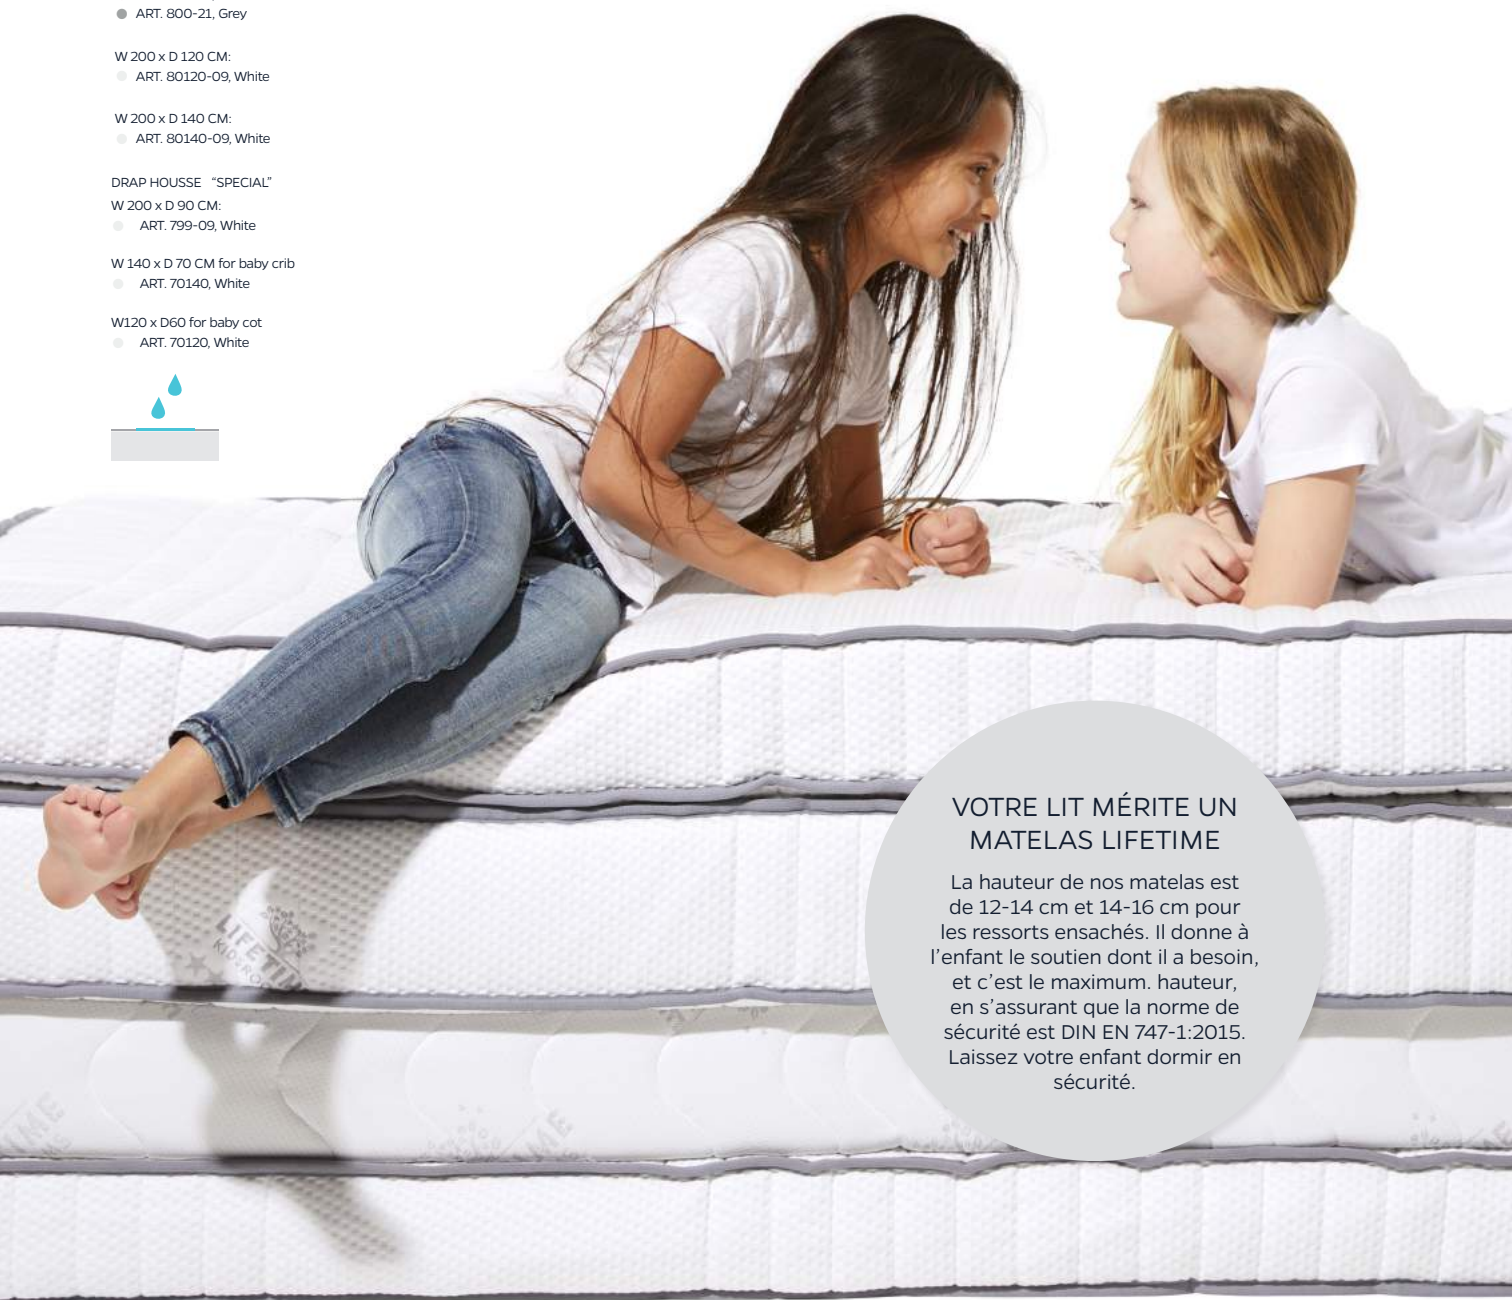 ART. 800-21, Grey
W 200 x D 120 CM:
ART. 80120-09, White
W 200 x D 140 CM:
ART. 80140-09, White
DRAP HOUSSE “SPECIAL”
W 200 x D 90 CM:
ART. 799-09, White
W 140 x D 70 CM for baby crib
ART. 70140, White
W120 x D60 for baby cot
ART. 70120, White
VOTRE LIT MÉRITE UN
MATELAS LIFETIME
La hauteur de nos matelas est
de 12-14 cm et 14-16 cm pour
les ressorts ensachés. Il donne à
l’enfant le soutien dont il a besoin,
et c’est le maximum. hauteur,
en s’assurant que la norme de
sécurité est DIN EN 747-1:2015.
Laissez votre enfant dormir en
sécurité.